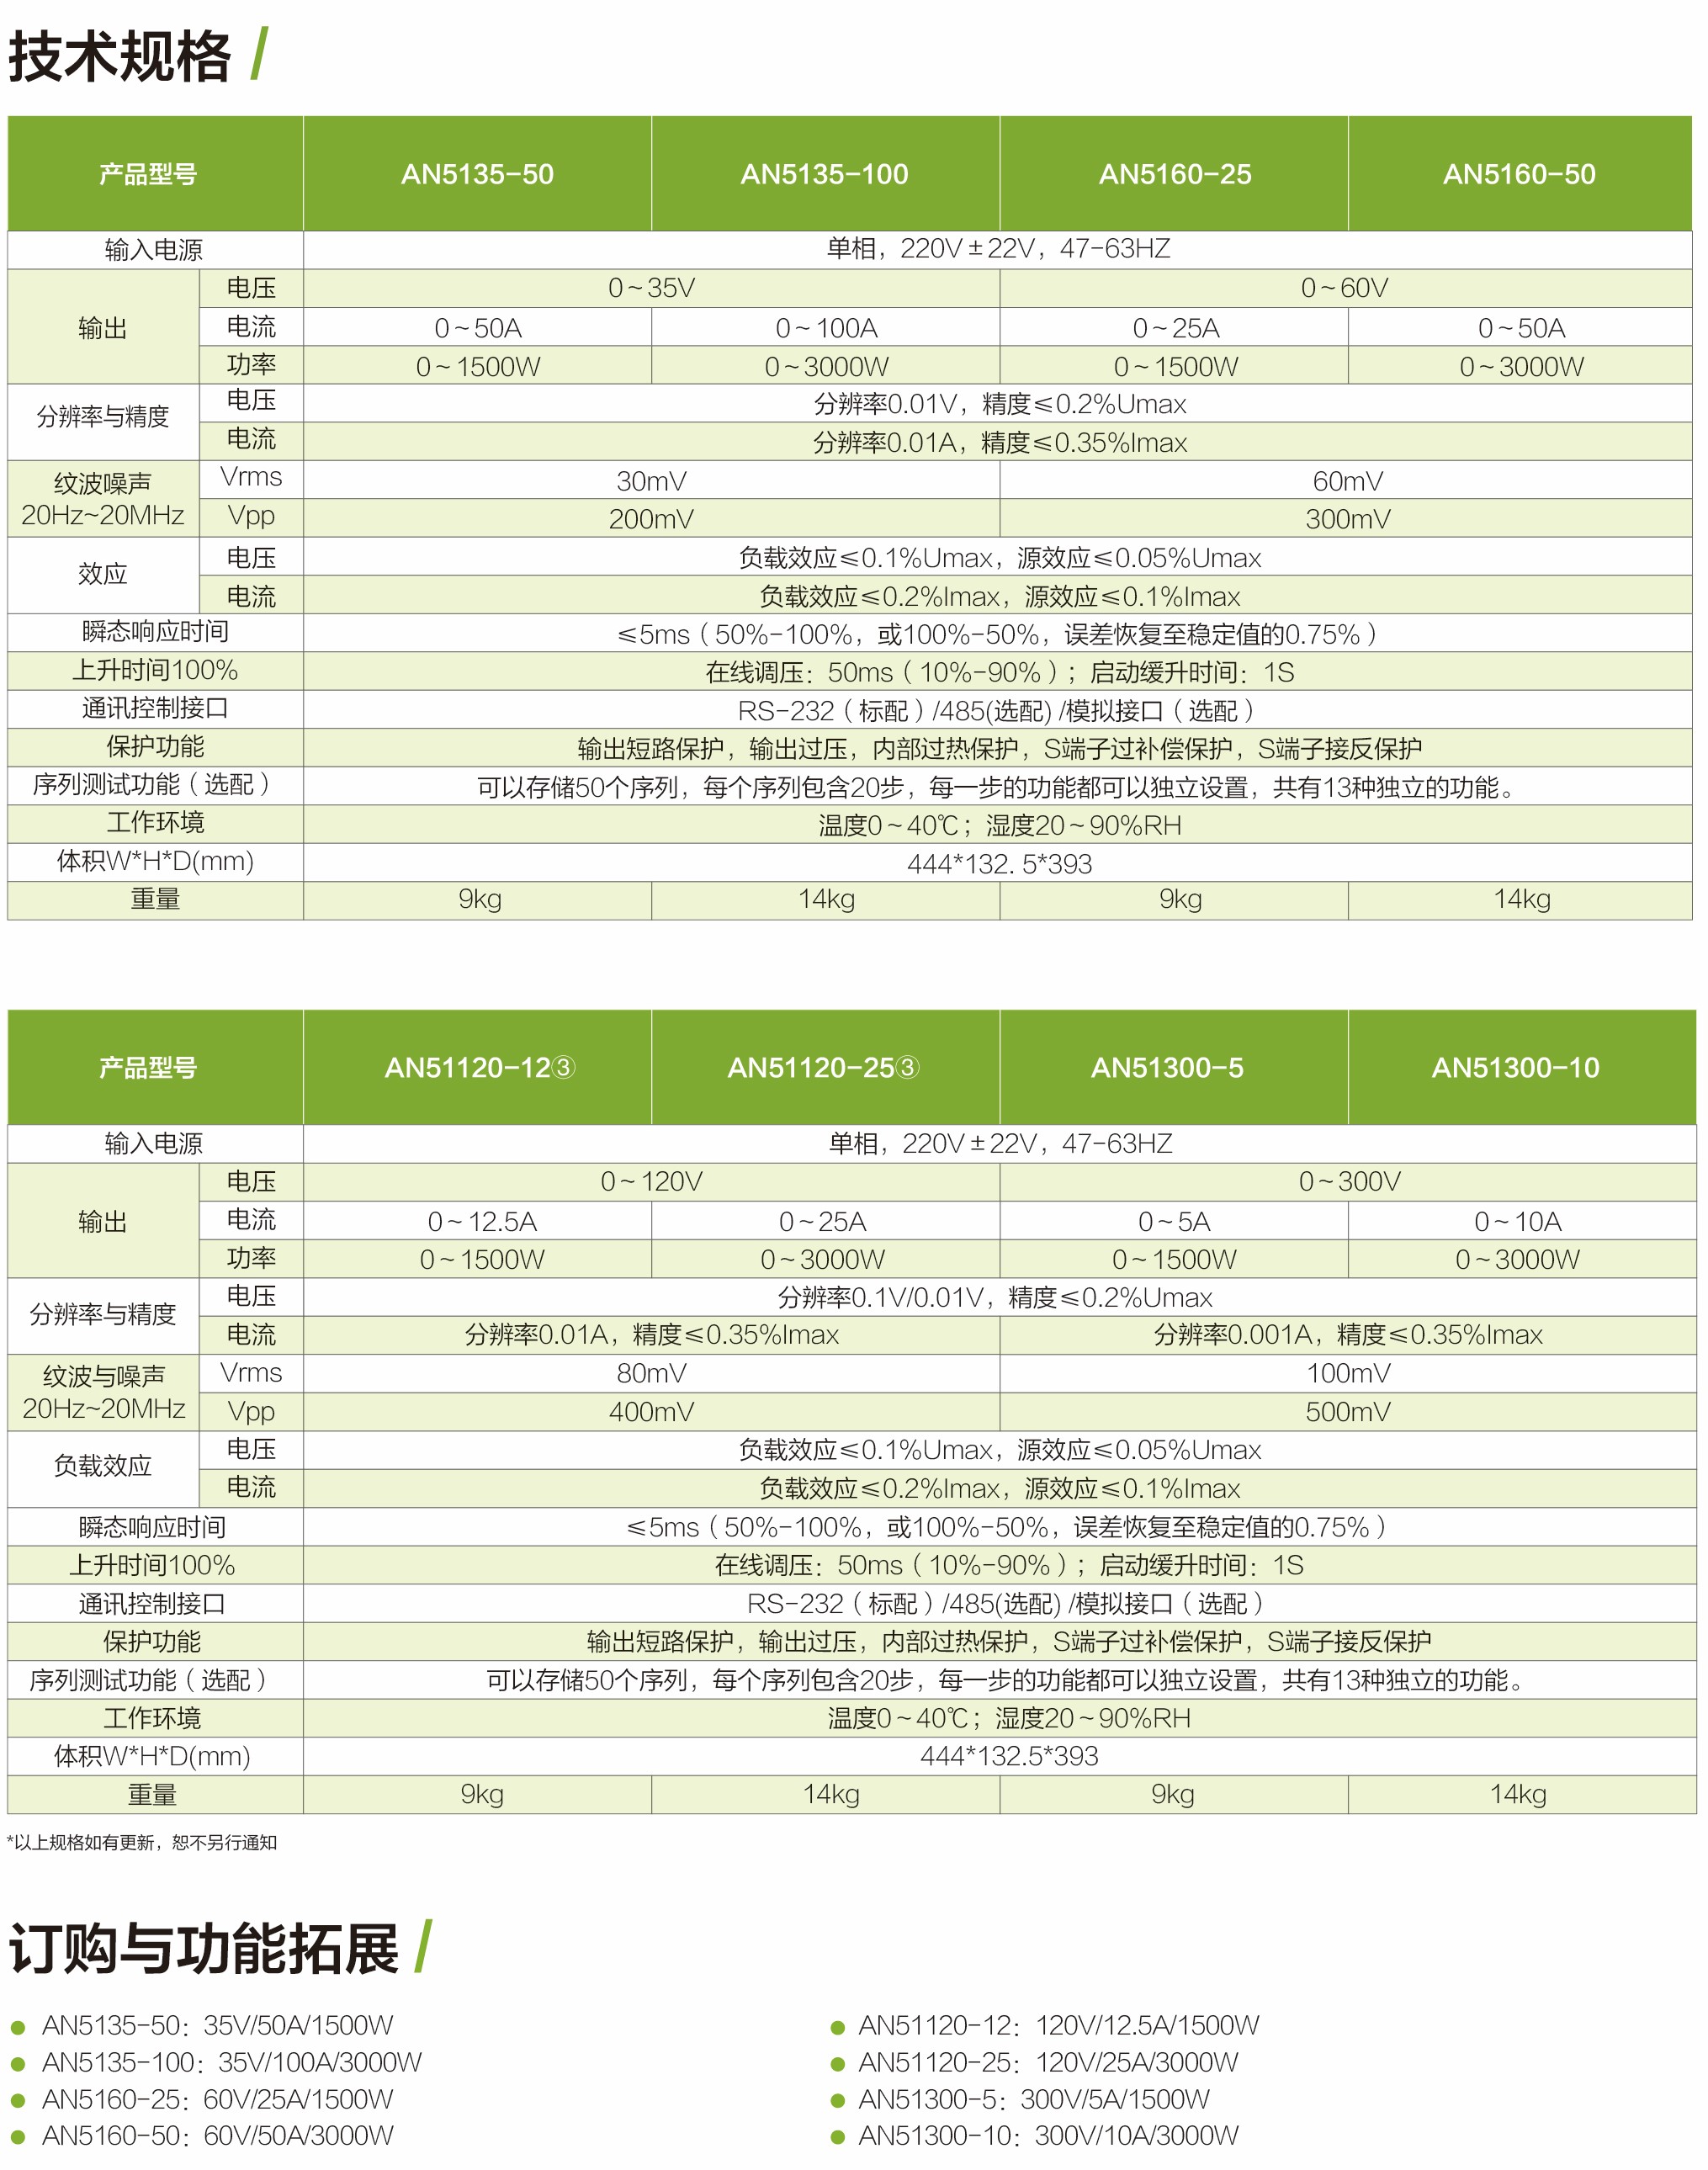 技术规格
产品型号 AN5135-50 AN5135-100 AN5160-25 AN5160-50
输入电源 单相，220V±22V，47-63HZ
输出 电压 0~35V 0~60V
电流 0~50A 0~100A 0~25A 0~50A
功率 0~1500W 0~3000W 0~1500W 0~3000W
分辨率与精度 电压 分辨率0.01V，精度≤0.2%Umax
电流 分辨率0.01A，精度≤0.35%Imax
纹波噪声 20Hz~20MHz Vrms 30mV 60mV
Vpp 200mV 300mV
效应 电压 负载效应≤0.1%Umax，源效应≤0.05%Umax
电流 负载效应≤0.2%Imax，源效应≤0.1%Imax
瞬态响应时间 ≤5ms（50%-100%，或100%-50%，误差恢复至稳定值的0.75%）
上升时间100% 在线调压：50ms（10%-90%）；启动缓升时间：1S
通讯控制接口 RS-232（标配）/485(选配) /模拟接口（选配）
保护功能 输出短路保护，输出过压，内部过热保护，S端子过补偿保护，S端子接反保护
序列测试功能（选配） 可以存储50个序列，每个序列包含20步，每一步的功能都可以独立设置，共有13种独立的功能。
工作环境 温度0~40℃；湿度20~90%RH
体积W*H*D(mm) 444*132. 5*393
重量 9kg 14kg 9kg 14kg
产品型号 AN51120-12③ AN51120-25③ AN51300-5 AN51300-10
输入电源 单相，220V±22V，47-63HZ
输出 电压 0~120V 0~300V
电流 0~12.5A 0~25A 0~5A 0~10A
功率 0~1500W 0~3000W 0~1500W 0~3000W
分辨率与精度 电压 分辨率0.1V/0.01V，精度≤0.2%Umax
电流 分辨率0.01A，精度≤0.35%Imax 分辨率0.001A，精度≤0.35%Imax
纹波与噪声 20Hz~20MHz Vrms 80mV 100mV
Vpp 400mV 500mV
负载效应 电压 负载效应≤0.1%Umax，源效应≤0.05%Umax
电流 负载效应≤0.2%Imax，源效应≤0.1%Imax
瞬态响应时间 ≤5ms（50%-100%，或100%-50%，误差恢复至稳定值的0.75%）
上升时间100% 在线调压：50ms（10%-90%）；启动缓升时间：1S
通讯控制接口 RS-232（标配）/485(选配) /模拟接口（选配）
保护功能 输出短路保护，输出过压，内部过热保护，S端子过补偿保护，S端子接反保护
序列测试功能（选配） 可以存储50个序列，每个序列包含20步，每一步的功能都可以独立设置，共有13种独立的功能。
工作环境 温度0~40℃；湿度20~90%RH
体积W*H*D(mm) 444*132.5*393
重量 9kg 14kg 9kg 14kg
*以上规格如有更新，恕不另行通知
订购与功能拓展
AN5135-50：35V/50A/1500W
AN5135-100：35V/100A/3000W
AN5160-25：60V/25A/1500W
AN5160-50：60V/50A/3000W
AN51120-12：120V/12.5A/1500W
AN51120-25：120V/25A/3000W
AN51300-5：300V/5A/1500W
AN51300-10：300V/10A/3000W